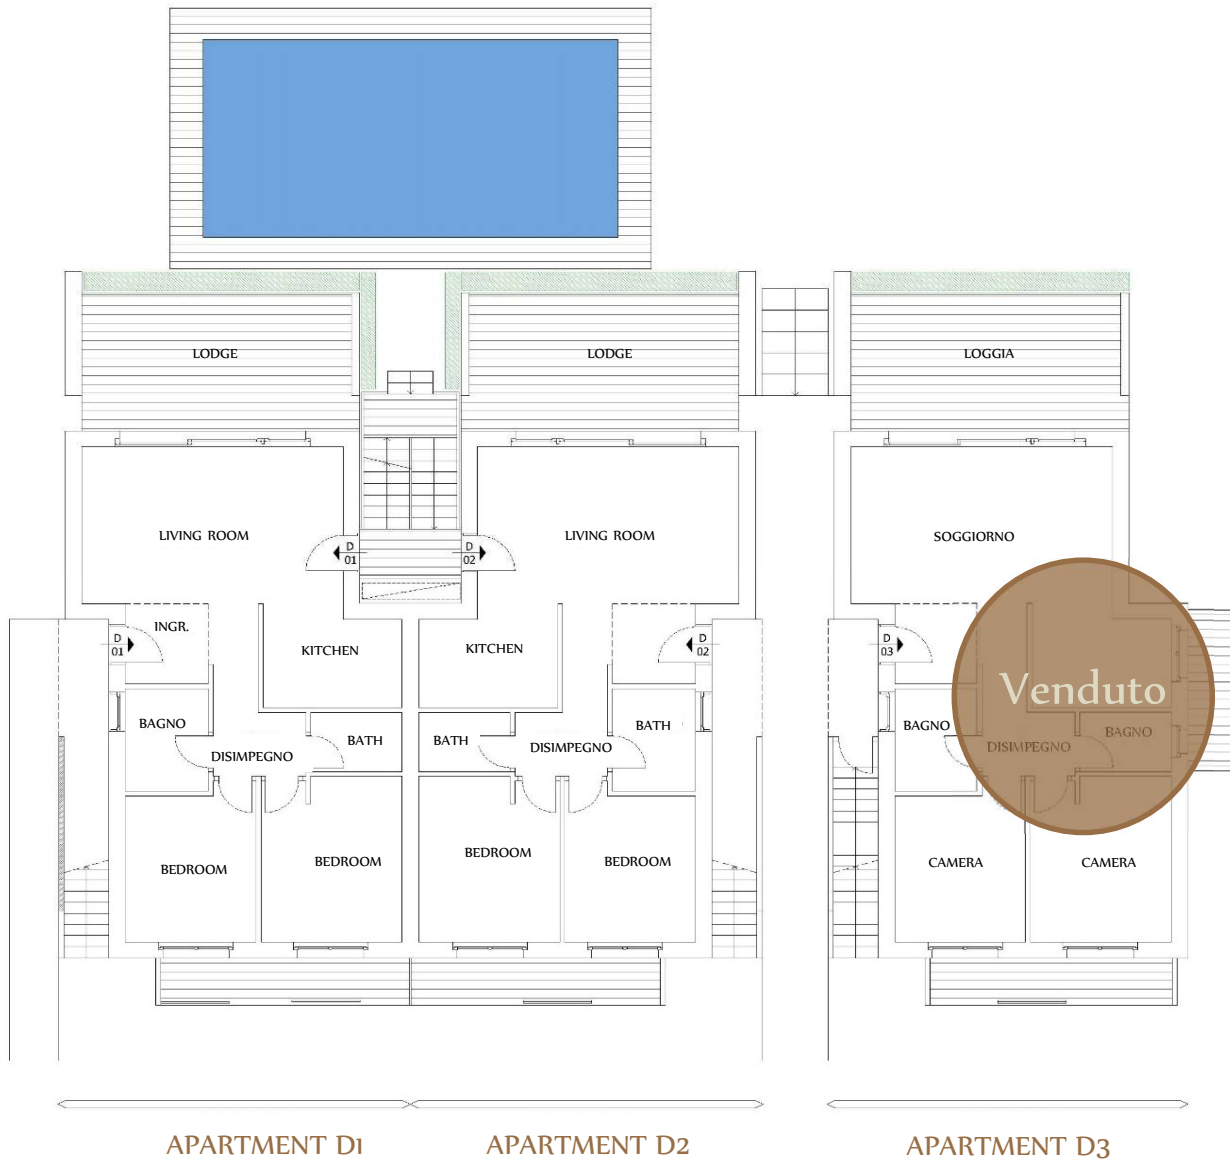 LODGE LODGE LOGGIA
LIVING ROOM LIVING ROOM SOGGIORNO
D
01
D
02
INGR.
D
01
KITCHEN KITCHEN
D
02
D
03
Venduto
BAGNO BATH BATH DISIMPEGNO BATH BAGNO BAGNO
DISIMPEGNO DISIMPEGNO
BEDROOM BEDROOM BEDROOM BEDROOM CAMERA CAMERA
APARTMENT D1 APARTMENT D2 APARTMENT D3